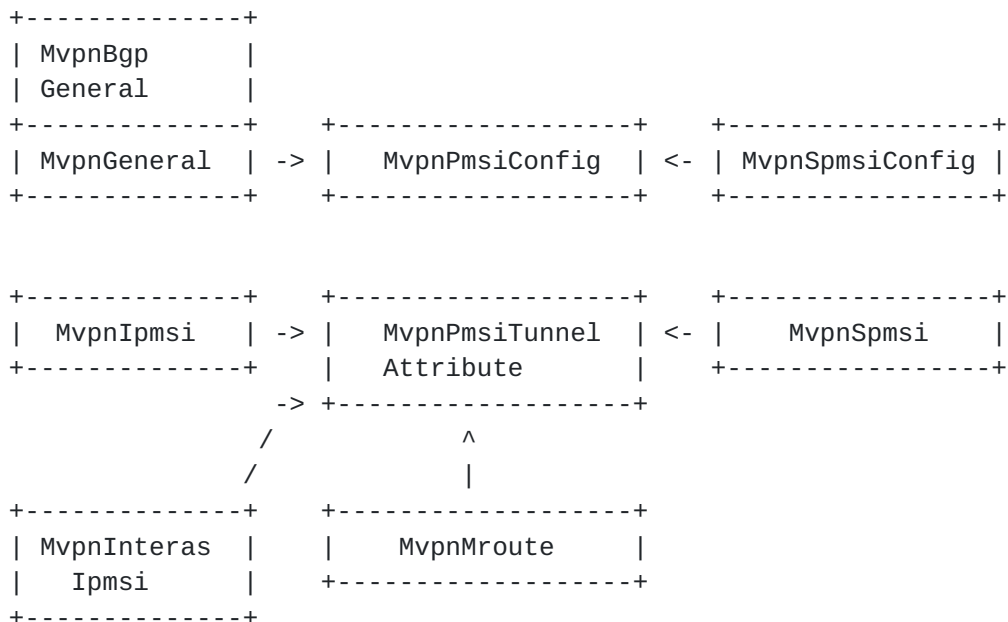 +--------------+
| MvpnBgp      |
| General      |
+--------------+    +-------------------+    +----------------+
| MvpnGeneral  | -> |   MvpnPmsiConfig  | <- | MvpnSpmsiConfig |
+--------------+    +-------------------+    +----------------+
+--------------+    +-------------------+    +----------------+
|  MvpnIpmsi   | -> |   MvpnPmsiTunnel  | <- |    MvpnSpmsi    |
+--------------+    |   Attribute       |    +----------------+
-> +-------------------+
/            ^
/             |
+--------------+    +-------------------+
| MvpnInteras  |    |    MvpnMroute     |
|   Ipmsi      |    +-------------------+
+--------------+